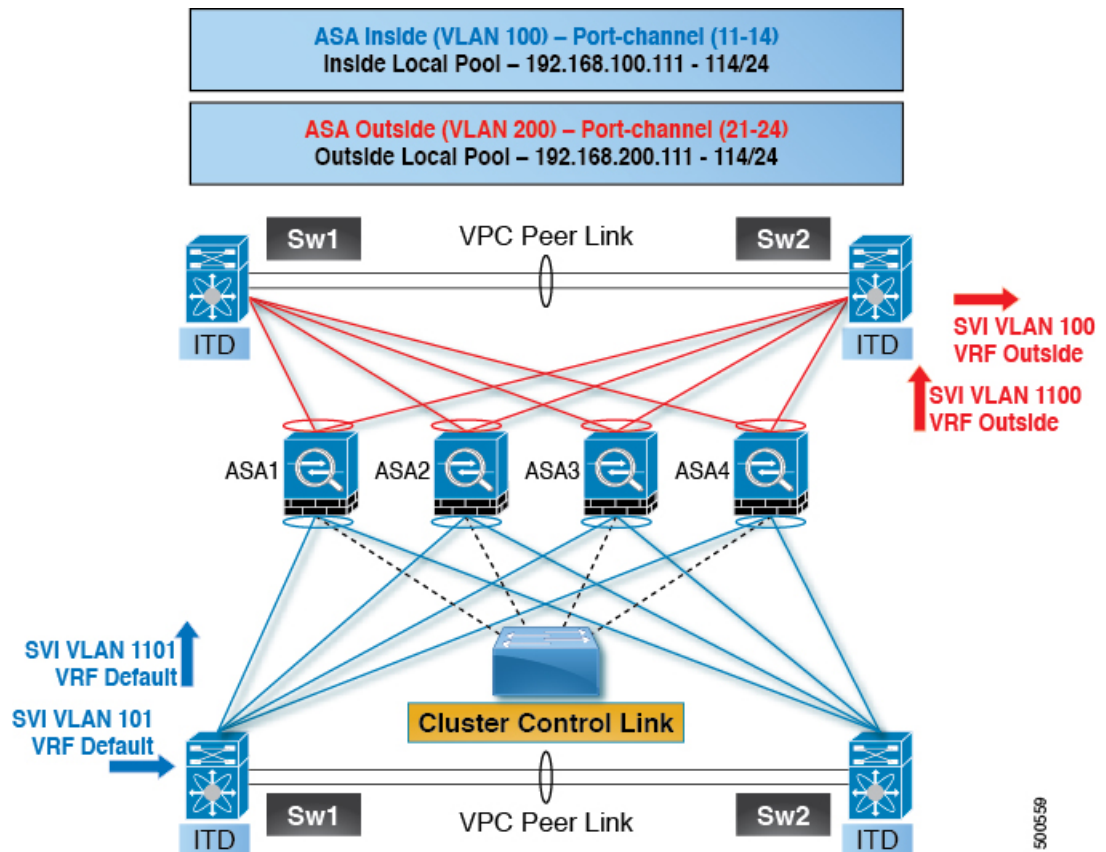 ASA Inside (VLAN 100) – Port-channel (11-14)
Inside Local Pool – 192.168.100.111 - 114/24
ASA Outside (VLAN 200) – Port-channel (21-24)
Outside Local Pool – 192.168.200.111 - 114/24
Sw1
VPC Peer Link
Sw2
ITD
ITD
SVI VLAN 100
VRF Outside
SVI VLAN 1100
VRF Outside
ASA1
ASA2
ASA3
ASA4
SVI VLAN 1101
VRF Default
SVI VLAN 101
VRF Default
Cluster Control Link
Sw1
VPC Peer Link
Sw2
ITD
ITD
500559